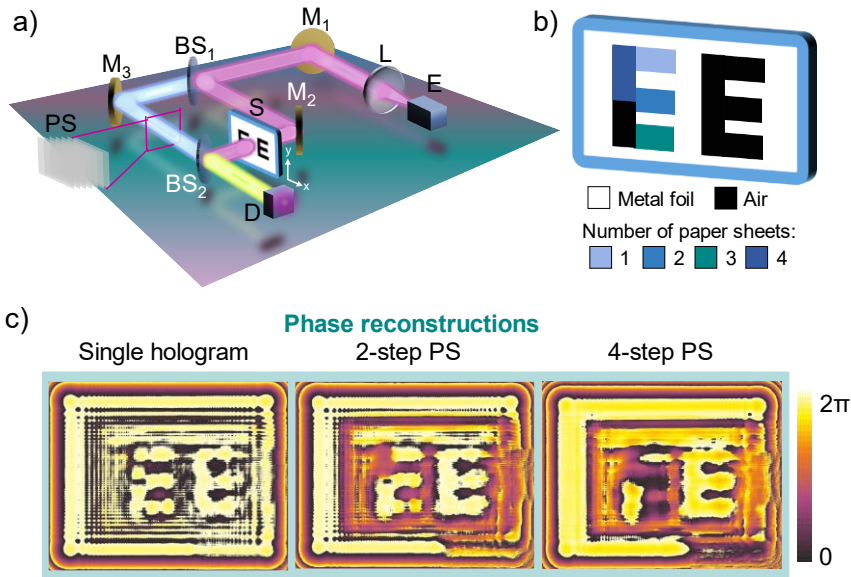 a)
M₁
BS₁
L
M₃
E
S
M₂
PS
E E
y
x
BS₂
D
b)
Metal foil
Air
Number of paper sheets:
1 2 3 4
c)
Phase reconstructions
Single hologram
2-step PS
4-step PS
2π
0